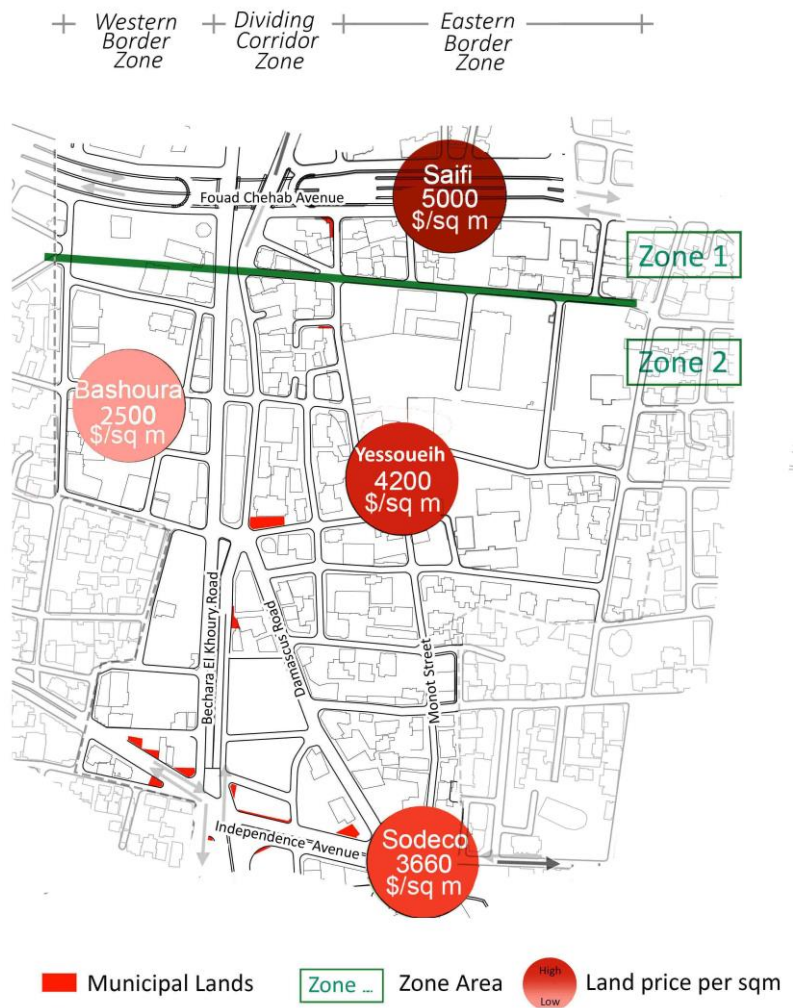 Western
Border
Zone
Dividing
Corridor
Zone
Eastern
Border
Zone
Saifi
5000
$/sq m
Fouad Chehab Avenue
Zone 1
Zone 2
Bashoura
2500
$/sq m
Yessoueih
4200
$/sq m
Bechara El Khoury Road
Damascus Road
Monot Street
Independence Avenue
Sodeco
3660
$/sq m
Municipal Lands
Zone ...
Zone Area
High
Low
Land price per sqm